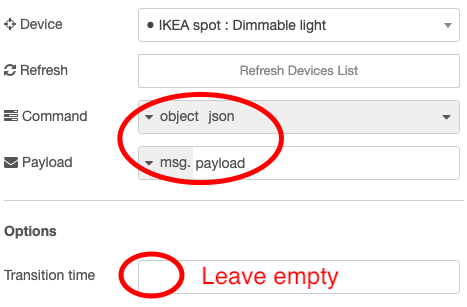 Device IKEA spot : Dimmable light
Refresh Refresh Devices List
Command object json
Payload msg. payload
Options
Transition time Leave empty